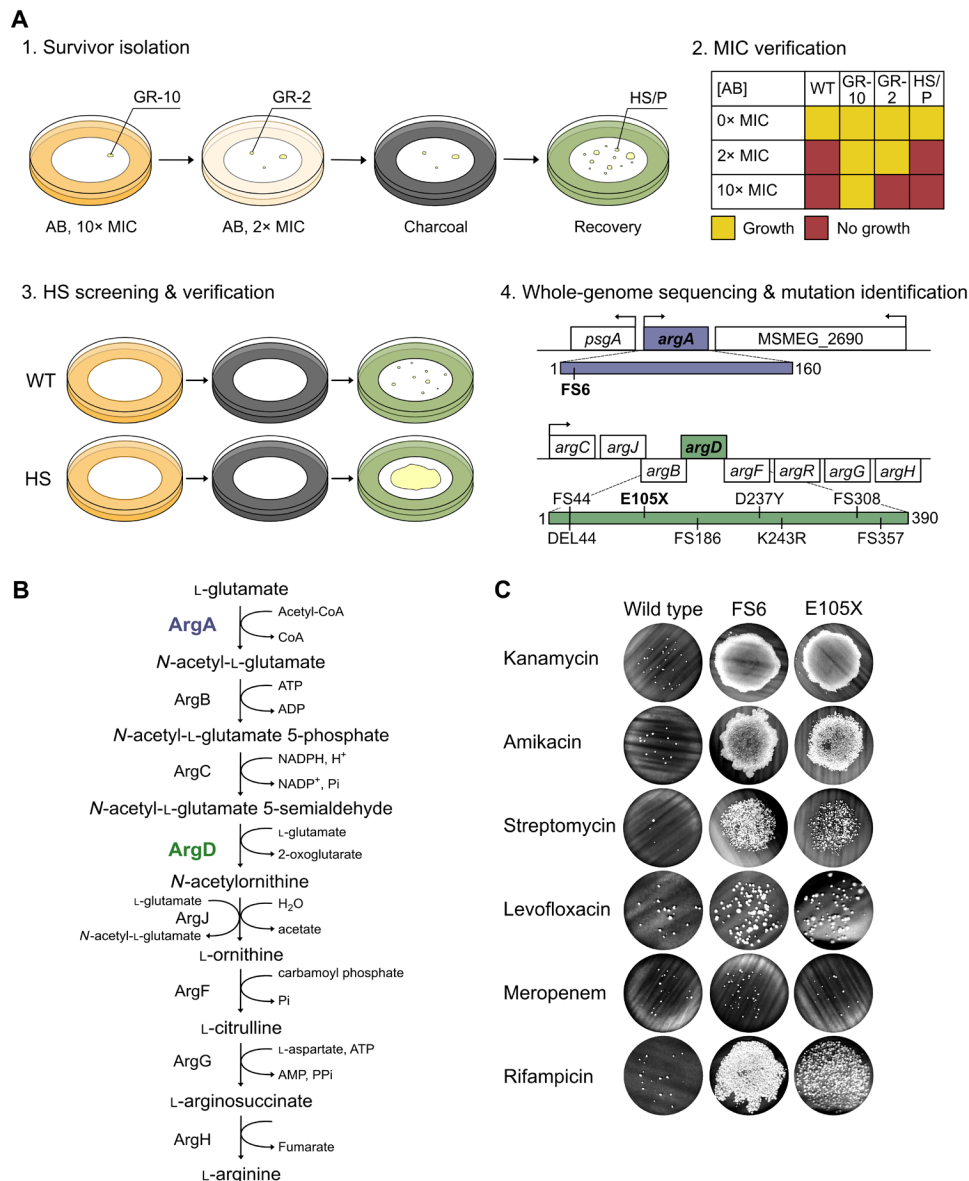 A
1. Survivor isolation
GR-10
GR-2
HS/P
AB, 10× MIC
AB, 2× MIC
Charcoal
Recovery
2. MIC verification
[AB] WT GR-10 GR-2 HS/P
0× MIC
2× MIC
10× MIC
Growth
No growth
3. HS screening & verification
WT
HS
4. Whole-genome sequencing & mutation identification
psgA argA MSMEG_2690
1 160
FS6
argC argJ argD
argB argF argR argG argH
FS44 E105X D237Y FS308
1 390
DEL44 FS186 K243R FS357
B
L-glutamate
ArgA
Acetyl-CoA
CoA
N-acetyl-L-glutamate
ArgB
ATP
ADP
N-acetyl-L-glutamate 5-phosphate
ArgC
NADPH, H⁺
NADP⁺, Pi
N-acetyl-L-glutamate 5-semialdehyde
ArgD
L-glutamate
2-oxoglutarate
N-acetylornithine
L-glutamate
H₂O
ArgJ
N-acetyl-L-glutamate
acetate
L-ornithine
ArgF
carbamoyl phosphate
Pi
L-citrulline
ArgG
L-aspartate, ATP
AMP, PPi
L-arginosuccinate
ArgH
Fumarate
L-arginine
C
Wild type FS6 E105X
Kanamycin
Amikacin
Streptomycin
Levofloxacin
Meropenem
Rifampicin